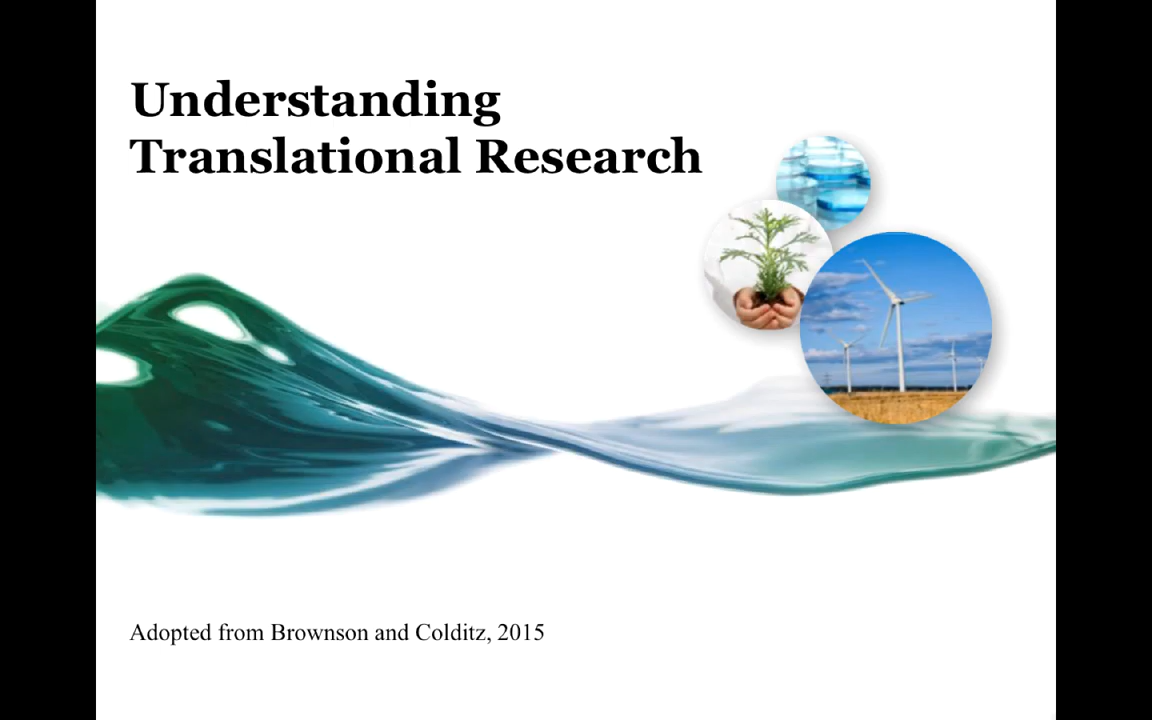 Understanding
Translational Research
Adopted from Brownson and Colditz, 2015